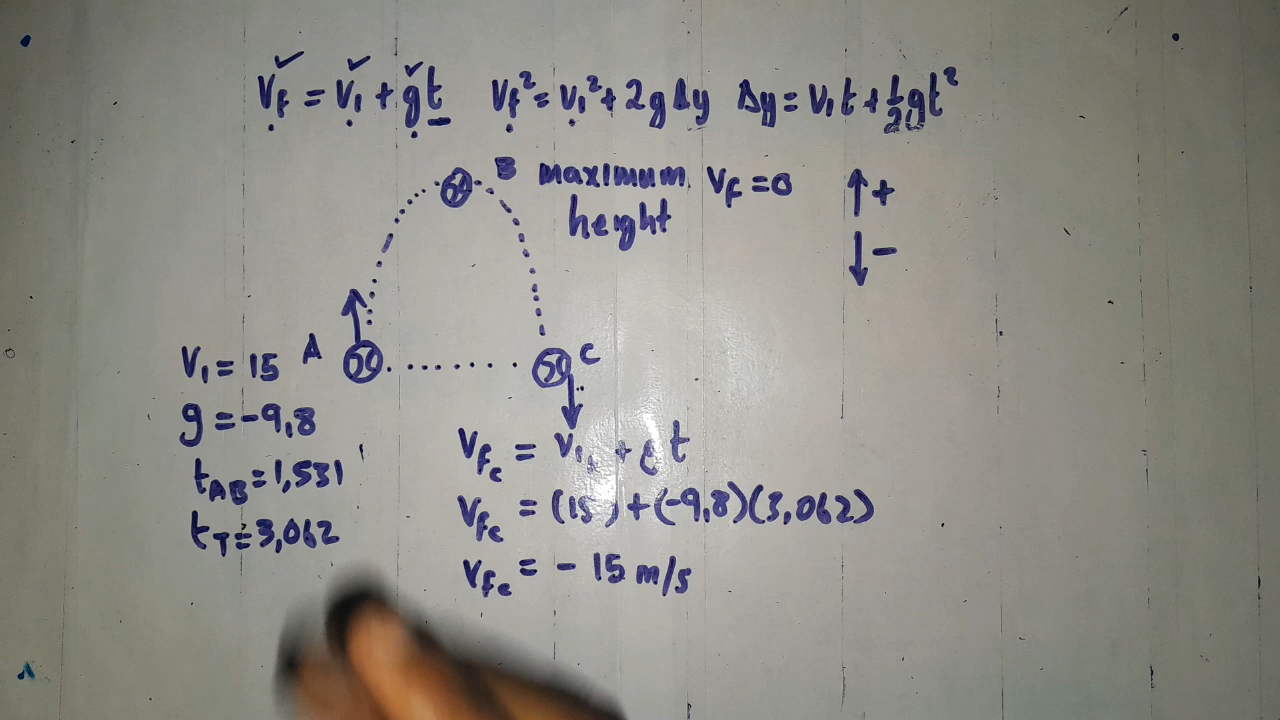 Vf = Vi + gt Vf² = Vi² + 2gΔy Δy = Vit + 1/2gt²
B maximum height Vf = 0
↑ +
↓ −
A C
Vi = 15
g = -9,8
tAB = 1,531
tT = 3,062
Vfc = Vi + g t
Vfc = (15) + (-9,8)(3,062)
Vfc = - 15 m/s